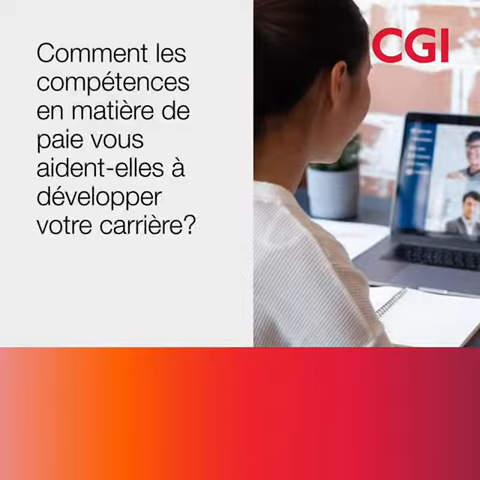 Comment les
compétences
en matière de
paie vous
aident-elles à
développer
votre carrière?
CGI